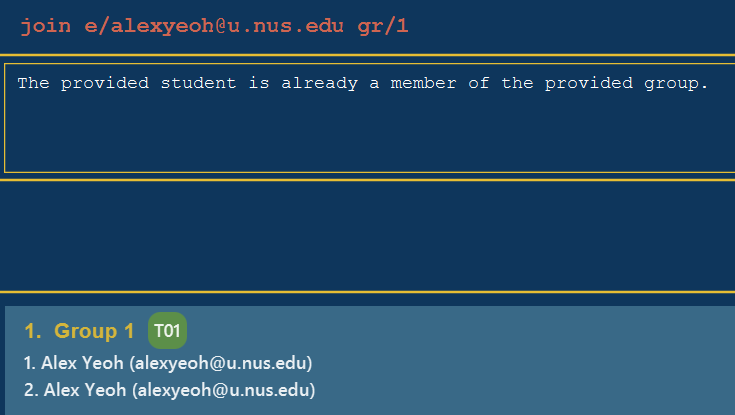 join e/alexyeoh@u.nus.edu gr/1
The provided student is already a member of the provided group.
1. Group 1 T01
1. Alex Yeoh (alexyeoh@u.nus.edu)
2. Alex Yeoh (alexyeoh@u.nus.edu)